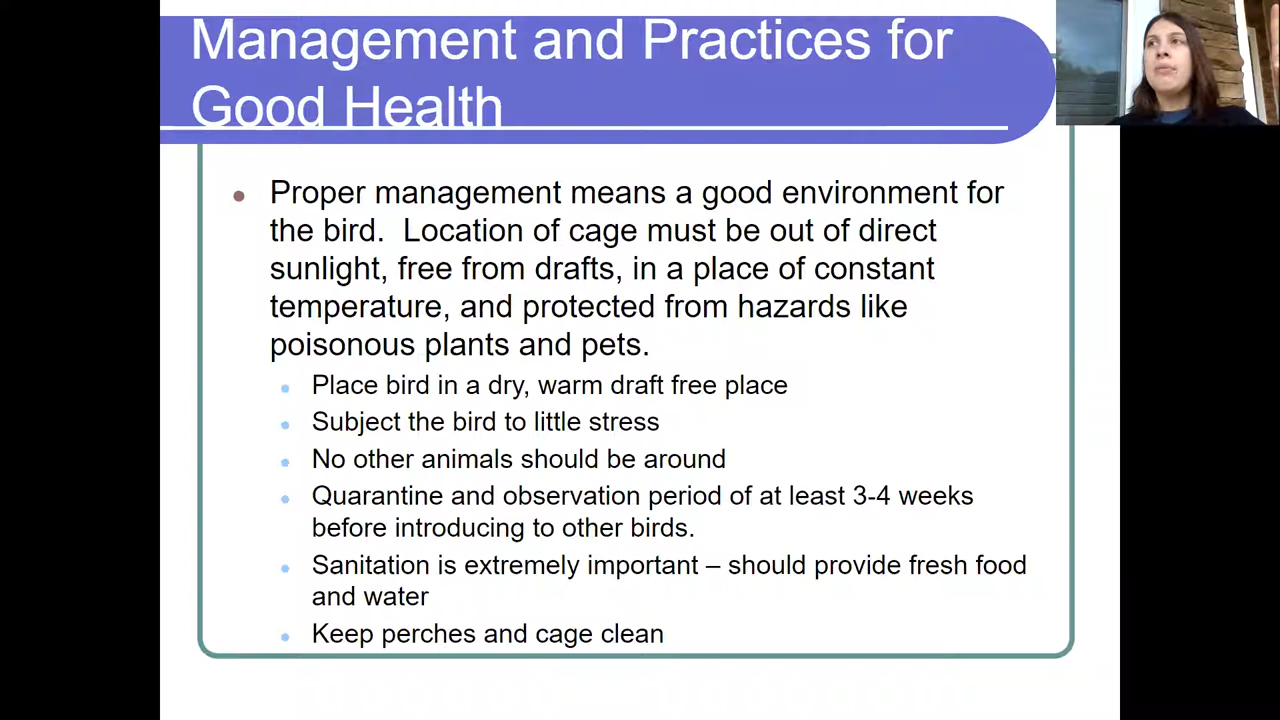 Management and Practices for
Good Health
Proper management means a good environment for
the bird.  Location of cage must be out of direct
sunlight, free from drafts, in a place of constant
temperature, and protected from hazards like
poisonous plants and pets.
Place bird in a dry, warm draft free place
Subject the bird to little stress
No other animals should be around
Quarantine and observation period of at least 3-4 weeks
before introducing to other birds.
Sanitation is extremely important – should provide fresh food
and water
Keep perches and cage clean